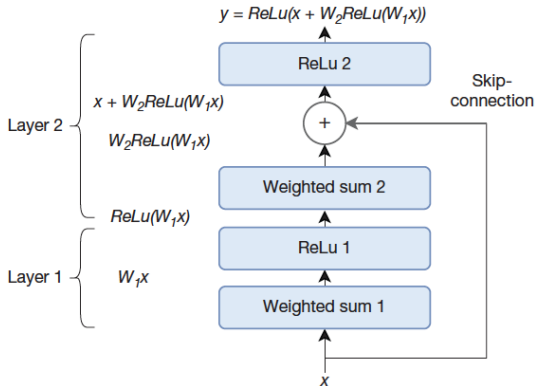 y = ReLu(x + W₂ReLu(W₁x))
ReLu 2
Skip-
connection
x + W₂ReLu(W₁x)
+
Layer 2
W₂ReLu(W₁x)
Weighted sum 2
ReLu(W₁x)
ReLu 1
Layer 1
W₁x
Weighted sum 1
x